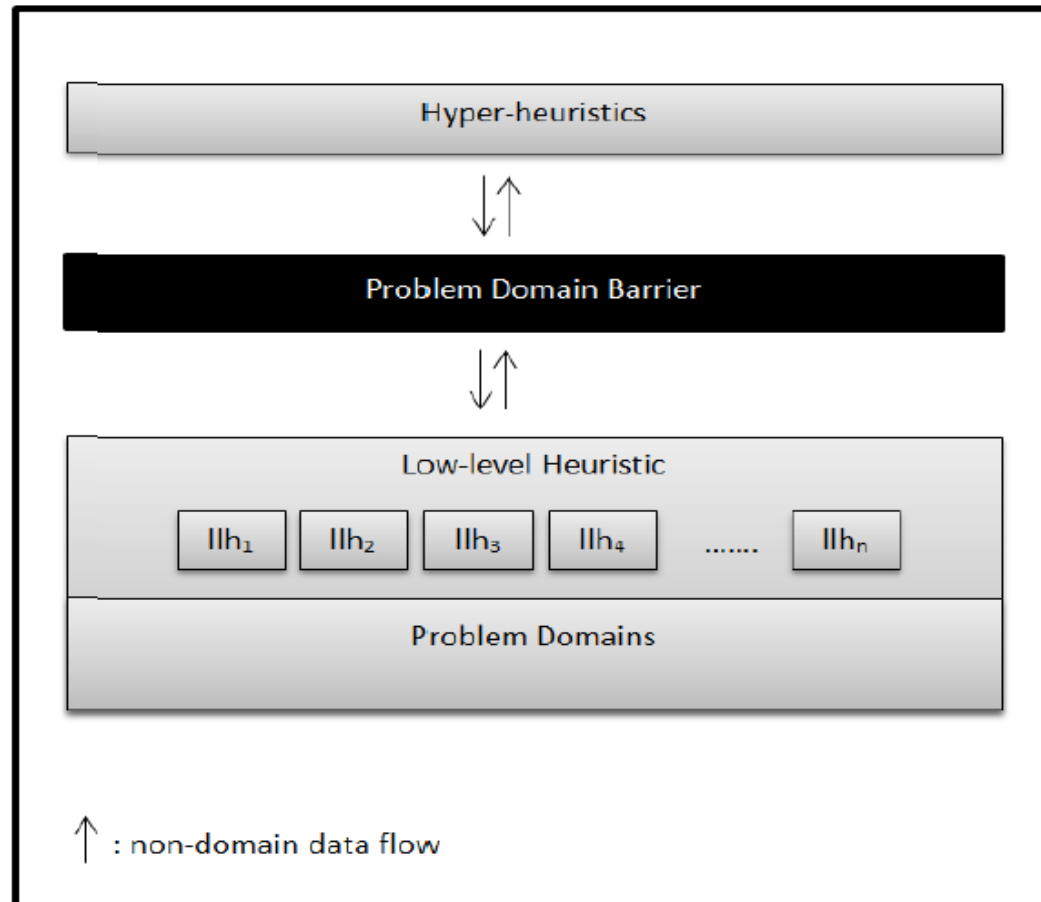 Hyper-heuristics
Problem Domain Barrier
Low-level Heuristic
llh₁ llh₂ llh₃ llh₄ ....... llhₙ
Problem Domains
: non-domain data flow